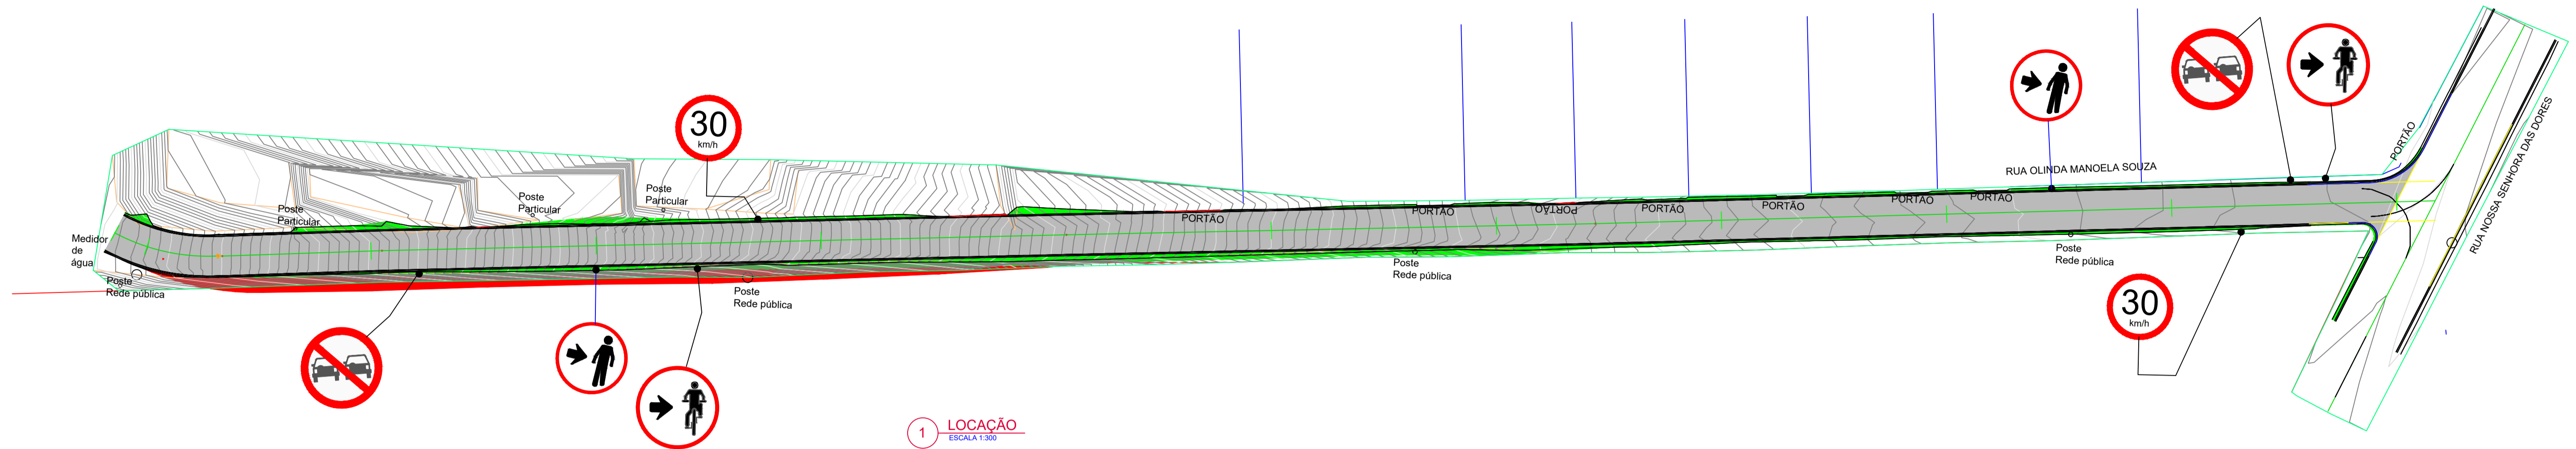 30
km/h
RUA OLINDA MANOELA SOUZA
PORTÃO
RUA NOSSA SENHORA DAS DORES
Poste
Particular
Poste
Particular
Poste
Particular
PORTÃO
PORTÃO
PORTÃO
PORTÃO
PORTÃO
PORTÃO
PORTÃO
Medidor
de
água
Poste
Rede pública
Poste
Rede pública
Poste
Rede pública
Poste
Rede pública
30
km/h
1
LOCAÇÃO
ESCALA 1:300